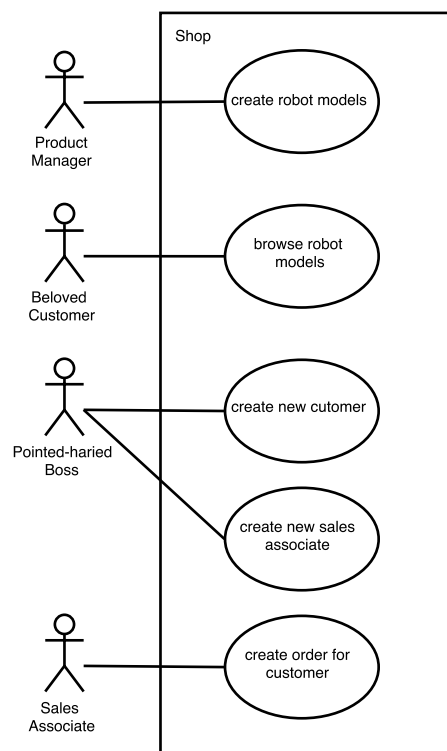 Shop
create robot models
Product
Manager
browse robot
models
Beloved
Customer
create new cutomer
Pointed-haried
Boss
create new sales
associate
create order for
customer
Sales
Associate